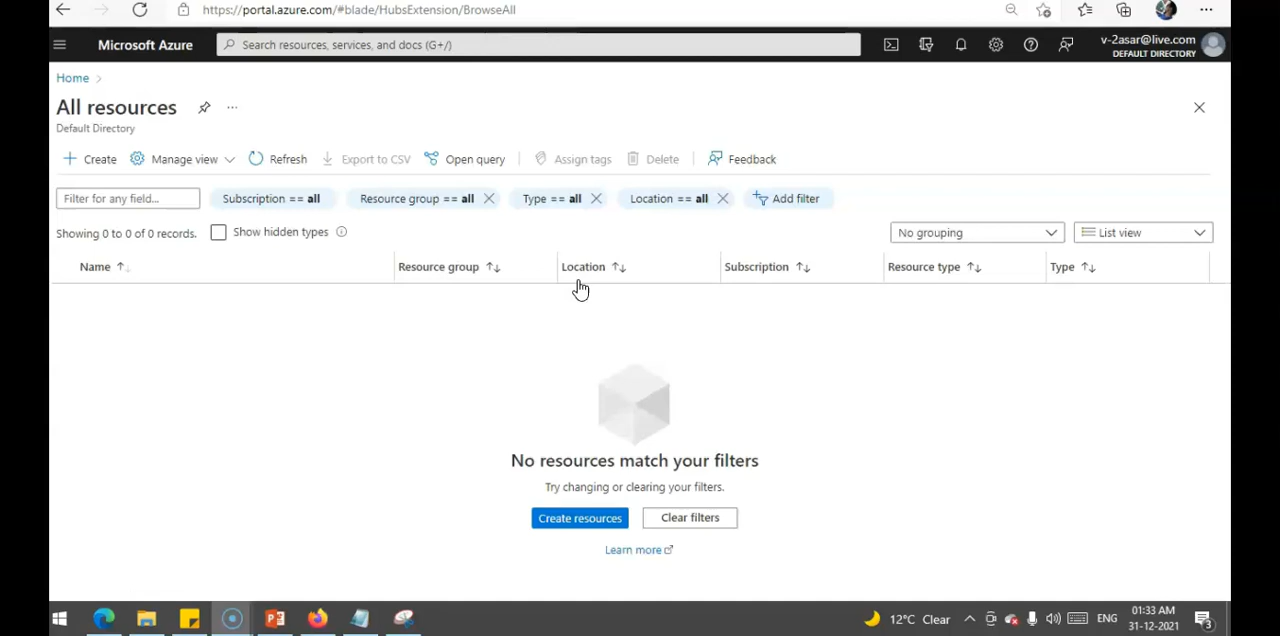 https://portal.azure.com/#blade/HubsExtension/BrowseAll
Microsoft Azure
Search resources, services, and docs (G+/)
v-2asar@live.com
DEFAULT DIRECTORY
Home >
All resources
Default Directory
Create Manage view Refresh Export to CSV Open query Assign tags Delete Feedback
Filter for any field... Subscription == all Resource group == all Type == all Location == all Add filter
Showing 0 to 0 of 0 records. Show hidden types No grouping List view
Name Resource group Location Subscription Resource type Type
No resources match your filters
Try changing or clearing your filters.
Create resources Clear filters
Learn more
12°C Clear ENG 01:33 AM
31-12-2021 3